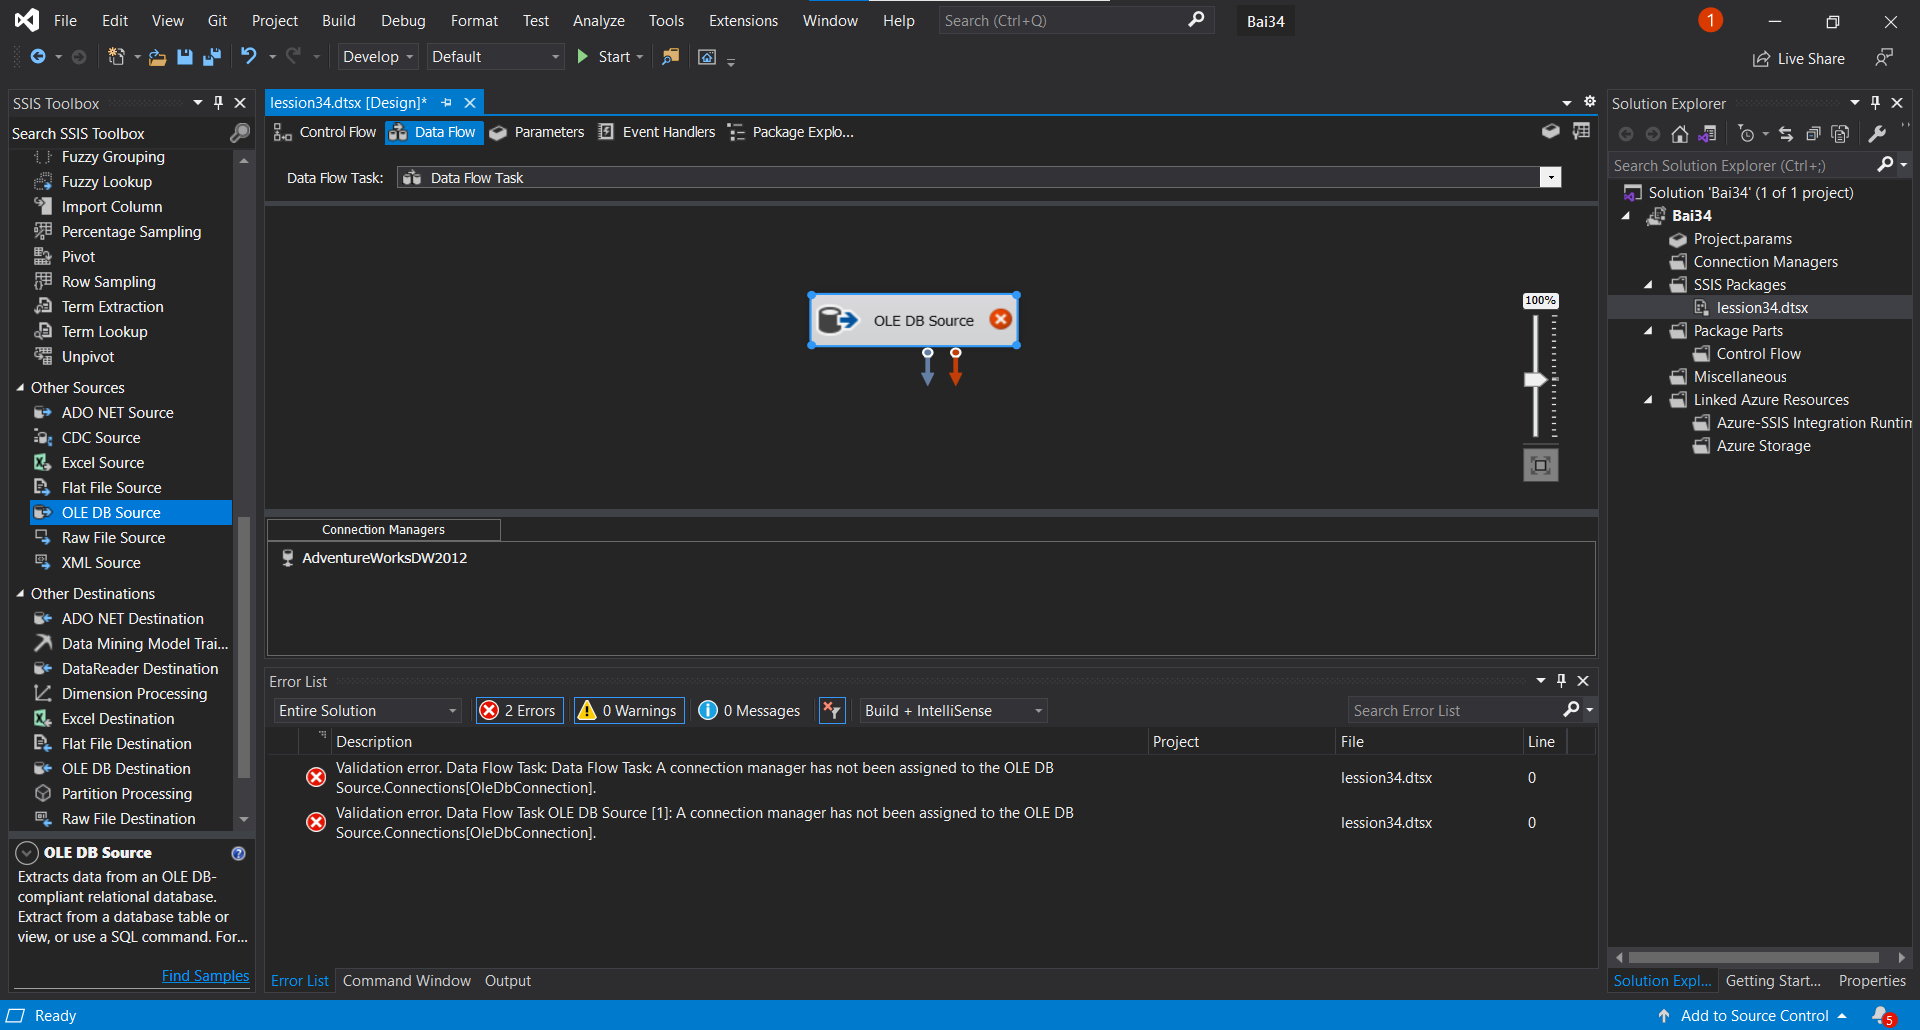 File Edit View Git Project Build Debug Format Test Analyze Tools Extensions Window Help Search (Ctrl+Q) Bai34 1
Develop Default Start Live Share
SSIS Toolbox
Search SSIS Toolbox
Fuzzy Grouping
Fuzzy Lookup
Import Column
Percentage Sampling
Pivot
Row Sampling
Term Extraction
Term Lookup
Unpivot
Other Sources
ADO NET Source
CDC Source
Excel Source
Flat File Source
OLE DB Source
Raw File Source
XML Source
Other Destinations
ADO NET Destination
Data Mining Model Trai...
DataReader Destination
Dimension Processing
Excel Destination
Flat File Destination
OLE DB Destination
Partition Processing
Raw File Destination
OLE DB Source
Extracts data from an OLE DB-
compliant relational database.
Extract from a database table or
view, or use a SQL command. For...
Find Samples
lession34.dtsx [Design]*
Control Flow Data Flow Parameters Event Handlers Package Explo...
Data Flow Task: Data Flow Task
OLE DB Source
100%
Connection Managers
AdventureWorksDW2012
Error List
Entire Solution 2 Errors 0 Warnings 0 Messages Build + IntelliSense Search Error List
Description Project File Line
Validation error. Data Flow Task: Data Flow Task: A connection manager has not been assigned to the OLE DB
Source.Connections[OleDbConnection]. lession34.dtsx 0
Validation error. Data Flow Task OLE DB Source [1]: A connection manager has not been assigned to the OLE DB
Source.Connections[OleDbConnection]. lession34.dtsx 0
Error List Command Window Output
Solution Explorer
Search Solution Explorer (Ctrl+;)
Solution 'Bai34' (1 of 1 project)
Bai34
Project.params
Connection Managers
SSIS Packages
lession34.dtsx
Package Parts
Control Flow
Miscellaneous
Linked Azure Resources
Azure-SSIS Integration Runtim
Azure Storage
Solution Expl... Getting Start... Properties
Ready Add to Source Control 5